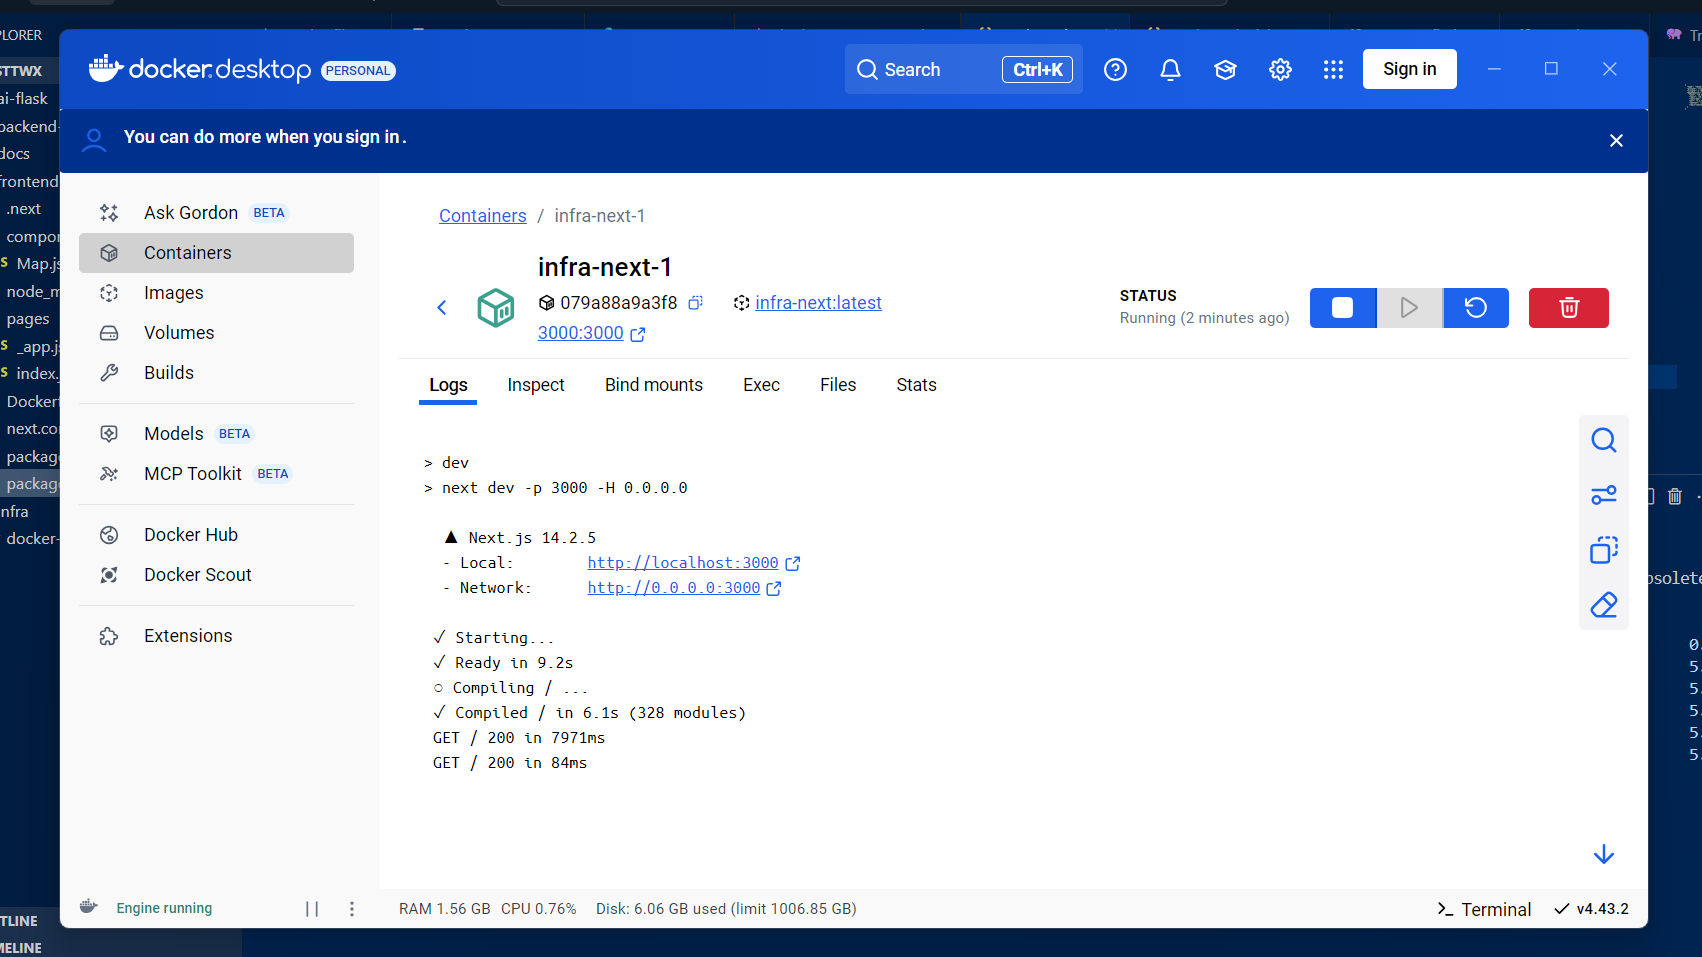 PLORER
STTWX
ai-flask
backend-
docs
frontend
.next
compon
Map.js
node_m
pages
_app.js
index.
Dockerf
next.con
package
package
infra
docker-
TLINE
MELINE
docker.desktop PERSONAL
Search Ctrl+K
Sign in
You can do more when you sign in.
Ask Gordon BETA
Containers
Images
Volumes
Builds
Models BETA
MCP Toolkit BETA
Docker Hub
Docker Scout
Extensions
Containers / infra-next-1
infra-next-1
079a88a9a3f8 infra-next:latest
3000:3000
STATUS
Running (2 minutes ago)
Logs Inspect Bind mounts Exec Files Stats
> dev
> next dev -p 3000 -H 0.0.0.0
▲ Next.js 14.2.5
- Local: http://localhost:3000
- Network: http://0.0.0.0:3000
✓ Starting...
✓ Ready in 9.2s
○ Compiling / ...
✓ Compiled / in 6.1s (328 modules)
GET / 200 in 7971ms
GET / 200 in 84ms
Engine running
RAM 1.56 GB CPU 0.76% Disk: 6.06 GB used (limit 1006.85 GB)
>_ Terminal ✓ v4.43.2
Tr
bsolete
0.
5.
5.
5.
5.
5.